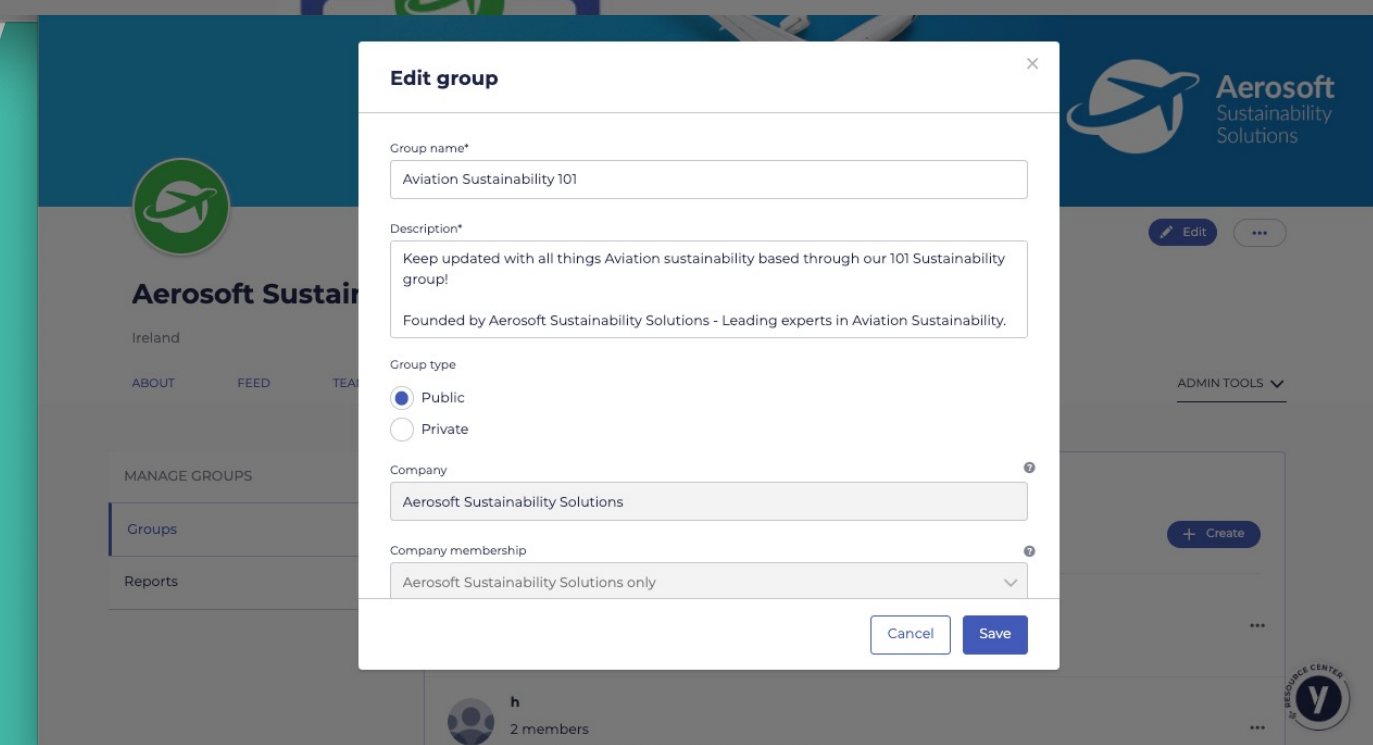 Edit group
Aerosoft
Sustainability
Solutions
Group name*
Aviation Sustainability 101
Description*
Keep updated with all things Aviation sustainability based through our 101 Sustainability
group!
Founded by Aerosoft Sustainability Solutions - Leading experts in Aviation Sustainability.
Edit
Aerosoft
Ireland
ABOUT
FEED
ADMIN TOOLS
Group type
Public
Private
MANAGE GROUPS
Groups
Reports
Company
Aerosoft Sustainability Solutions
Create
Company membership
Aerosoft Sustainability Solutions only
Cancel
Save
h
2 members
RESOURCE CENTER
y